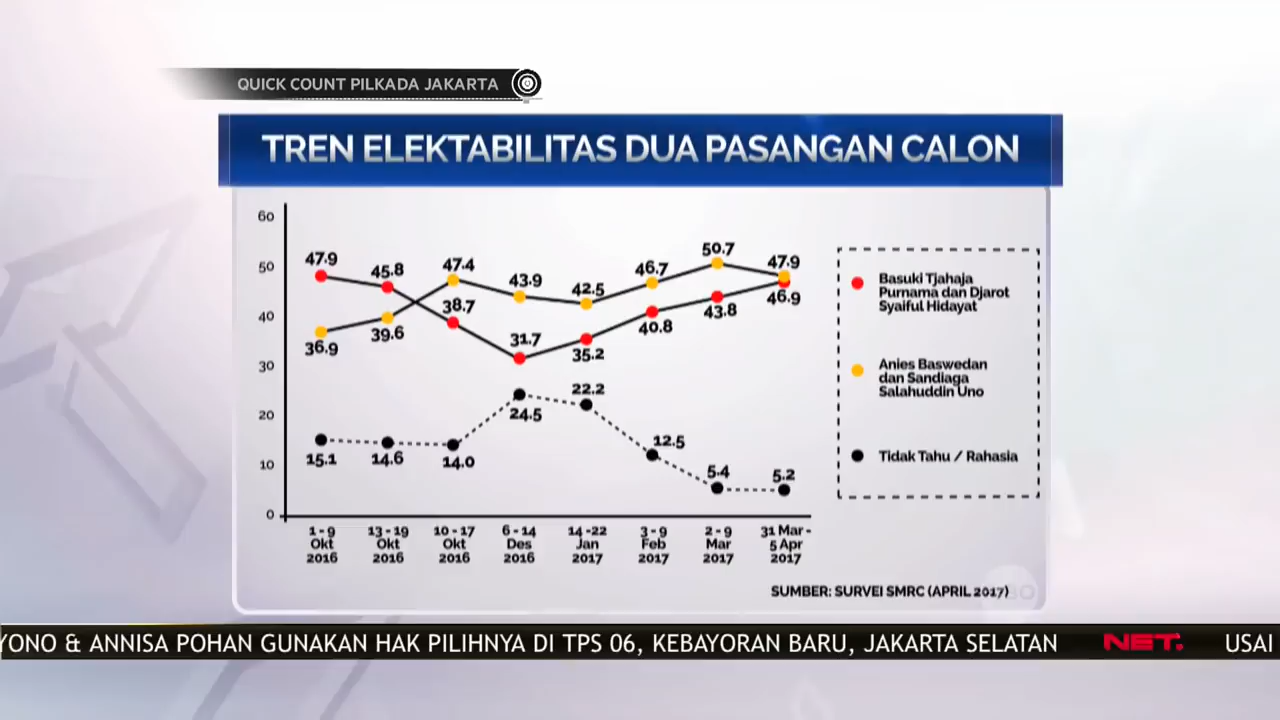 QUICK COUNT PILKADA JAKARTA
TREN ELEKTABILITAS DUA PASANGAN CALON
60
50
40
30
20
10
0
47.9
45.8
47.4
43.9
42.5
46.7
50.7
47.9
36.9
39.6
38.7
31.7
35.2
40.8
43.8
46.9
15.1
14.6
14.0
24.5
22.2
12.5
5.4
5.2
1 - 9
Okt
2016
13 - 19
Okt
2016
10 - 17
Okt
2016
6 - 14
Des
2016
14 -22
Jan
2017
3 - 9
Feb
2017
2 - 9
Mar
2017
31 Mar -
5 Apr
2017
Basuki Tjahaja
Purnama dan Djarot
Syaiful Hidayat
Anies Baswedan
dan Sandiaga
Salahuddin Uno
Tidak Tahu / Rahasia
SUMBER: SURVEI SMRC (APRIL 2017)
YONO & ANNISA POHAN GUNAKAN HAK PILIHNYA DI TPS 06, KEBAYORAN BARU, JAKARTA SELATAN NET. USAI